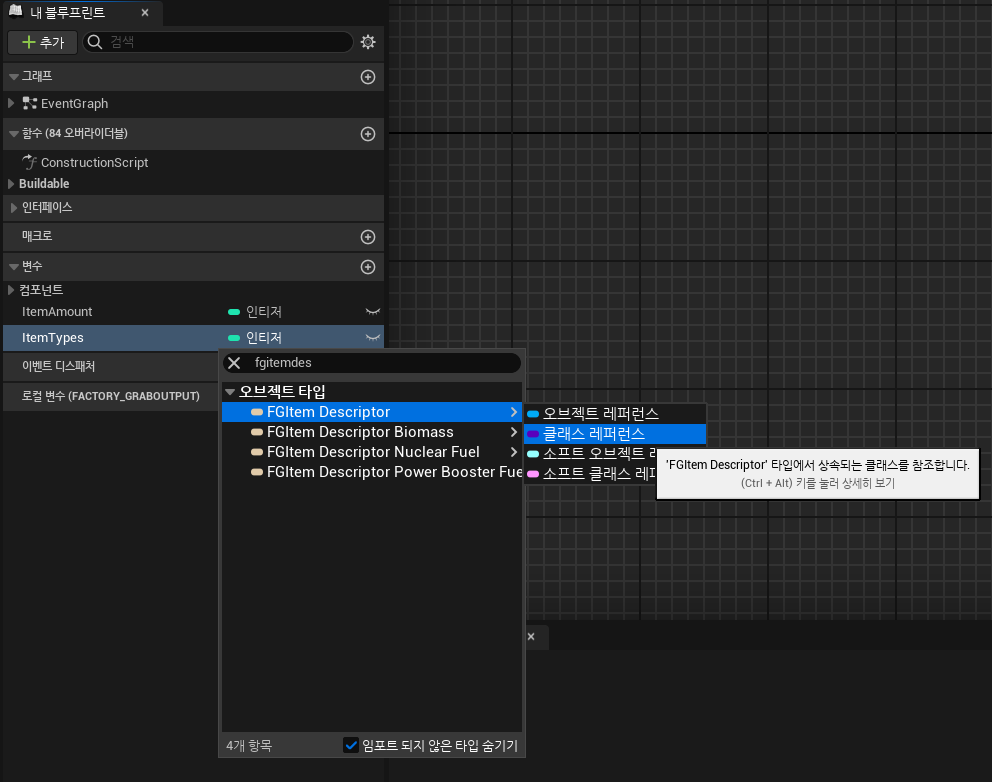 내 블루프린트
추가
검색
그래프
EventGraph
함수 (84 오버라이더블)
ConstructionScript
Buildable
인터페이스
매크로
변수
컴포넌트
ItemAmount 인티저
ItemTypes 인티저
이벤트 디스패처
로컬 변수 (FACTORY_GRABOUTPUT)
fgitemdes
오브젝트 타입
FGItem Descriptor
FGItem Descriptor Biomass
FGItem Descriptor Nuclear Fuel
FGItem Descriptor Power Booster Fue
4개 항목
임포트 되지 않은 타입 숨기기
오브젝트 레퍼런스
클래스 레퍼런스
소프트 오브젝트
소프트 클래스 레퍼
'FGItem Descriptor' 타입에서 상속되는 클래스를 참조합니다.
(Ctrl + Alt) 키를 눌러 상세히 보기